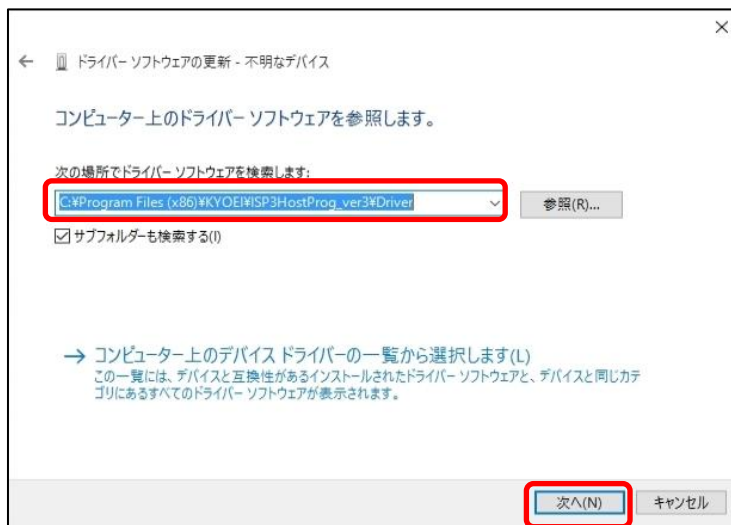 ドライバー ソフトウェアの更新 - 不明なデバイス
コンピューター上のドライバー ソフトウェアを参照します。
次の場所でドライバー ソフトウェアを検索します:
C:¥Program Files (x86)¥KYOEI¥ISP3HostProg_ver3¥Driver
参照(R)...
サブフォルダーも検索する(I)
コンピューター上のデバイス ドライバーの一覧から選択します(L)
この一覧には、デバイスと互換性があるインストールされたドライバー ソフトウェアと、デバイスと同じカテ
ゴリにあるすべてのドライバー ソフトウェアが表示されます。
次へ(N)
キャンセル